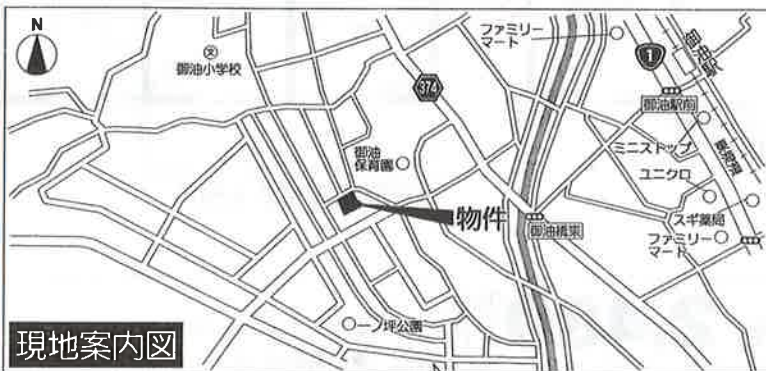 N
御油小学校
374
ファミリー
マート
1
御油駅
御油駅前
ミニストップ
御油
保育園
ユニクロ
スギ薬局
物件
御油橋東
ファミリー
マート
一ノ坪公園
現地案内図